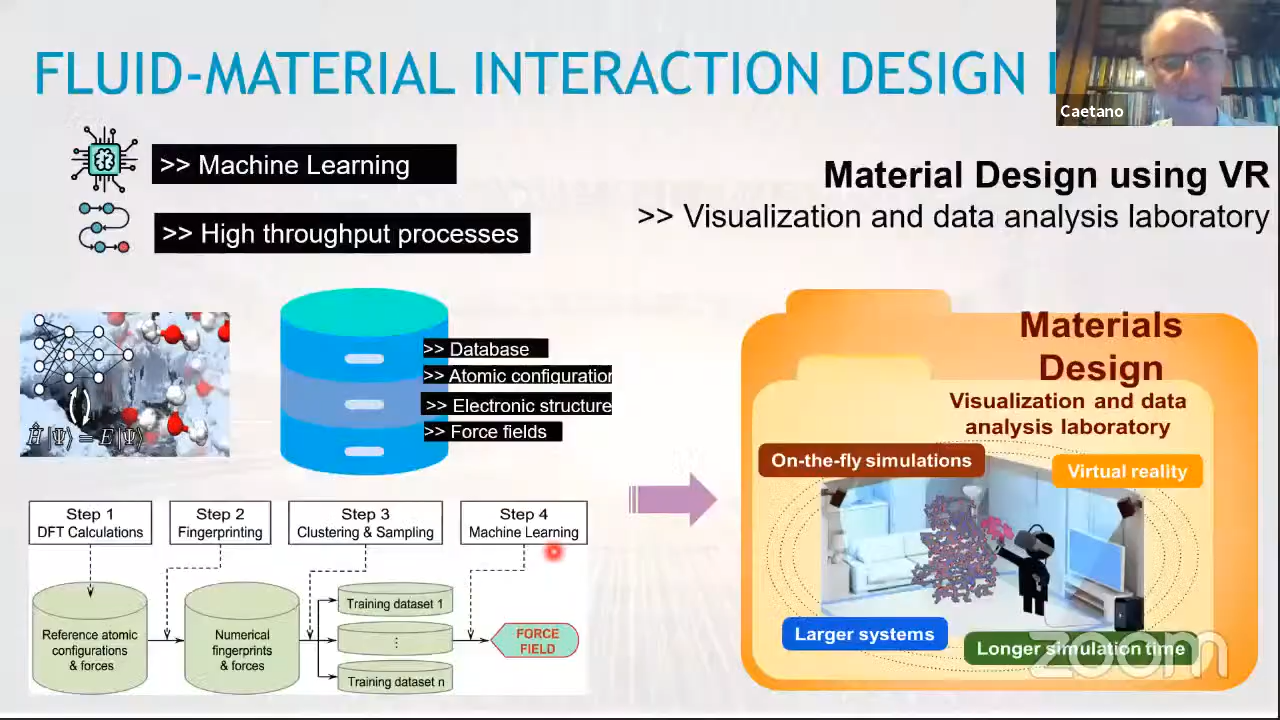 FLUID-MATERIAL INTERACTION DESIGN
Caetano
>> Machine Learning
>> High throughput processes
Material Design using VR
>> Visualization and data analysis laboratory
>> Database
>> Atomic configuration
>> Electronic structure
>> Force fields
Ĥ|Ψ⟩ = E|Ψ⟩
Step 1
DFT Calculations
Step 2
Fingerprinting
Step 3
Clustering & Sampling
Step 4
Machine Learning
Reference atomic
configurations
& forces
Numerical
fingerprints
& forces
Training dataset 1
⋮
Training dataset n
FORCE
FIELD
Materials
Design
Visualization and data
analysis laboratory
On-the-fly simulations
Virtual reality
Larger systems
Longer simulation time
zoom